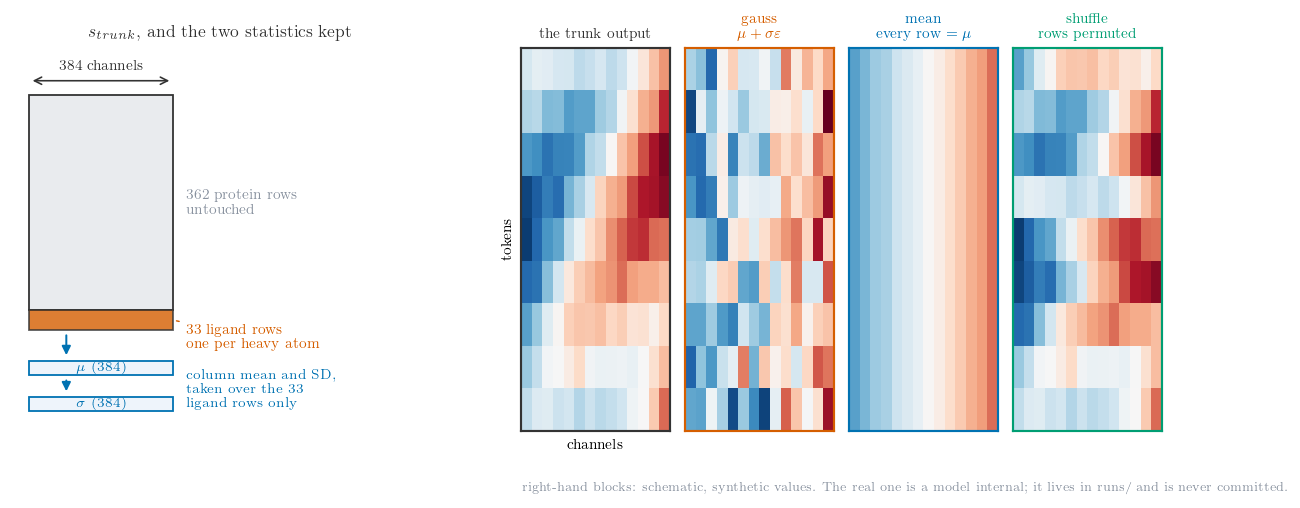 s_trunk, and the two statistics kept
384 channels
362 protein rows
untouched
33 ligand rows
one per heavy atom
μ (384)
column mean and SD,
taken over the 33
ligand rows only
σ (384)
the trunk output
gauss
μ + σε
mean
every row = μ
shuffle
rows permuted
tokens
channels
right-hand blocks: schematic, synthetic values. The real one is a model internal; it lives in runs/ and is never committed.